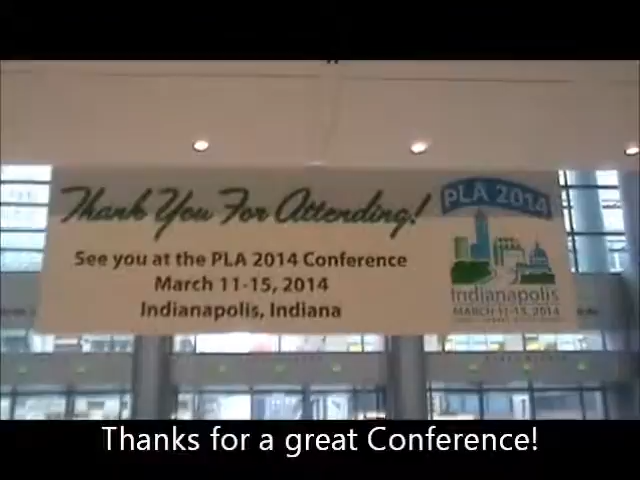 Thank You For Attending!
See you at the PLA 2014 Conference
March 11-15, 2014
Indianapolis, Indiana
PLA 2014
Indianapolis
MARCH 11-15, 2014
Thanks for a great Conference!